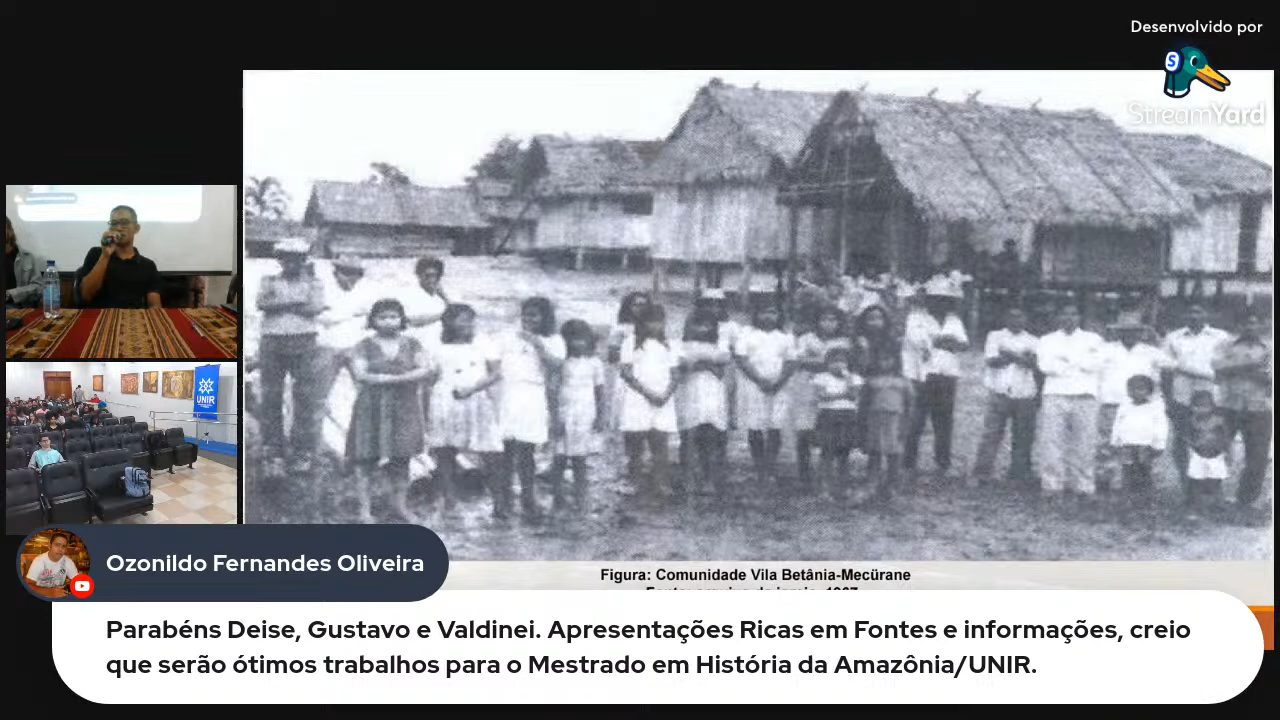 Desenvolvido por
StreamYard
UNIR
Figura: Comunidade Vila Betânia-Mecürane
Ozonildo Fernandes Oliveira
Parabéns Deise, Gustavo e Valdinei. Apresentações Ricas em Fontes e informações, creio
que serão ótimos trabalhos para o Mestrado em História da Amazônia/UNIR.